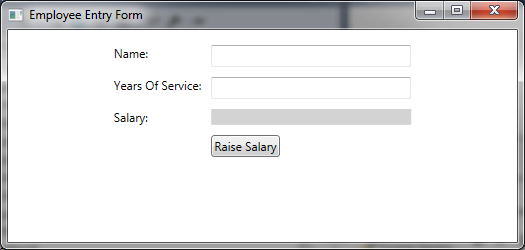 Employee Entry Form
Name:
Years Of Service:
Salary:
Raise Salary